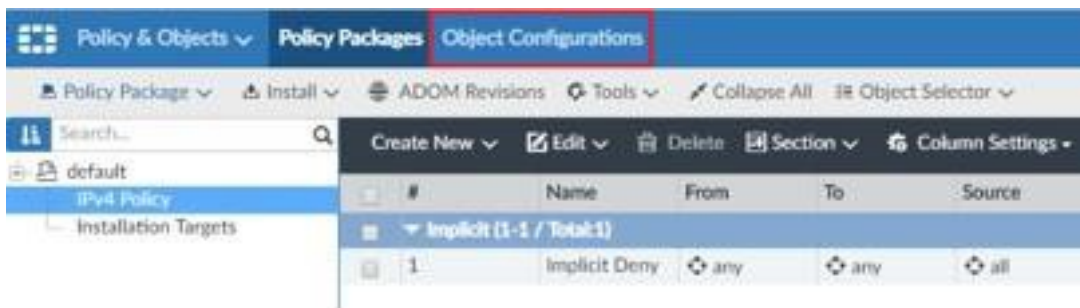 Policy & Objects Policy Packages Object Configurations
Policy Package Install ADOM Revisions Tools Collapse All Object Selector
Search...
Create New Edit Delete Section Column Settings
default
IPv4 Policy
Installation Targets
# Name From To Source
Implicit (1-1 / Total:1)
1 Implicit Deny any any all